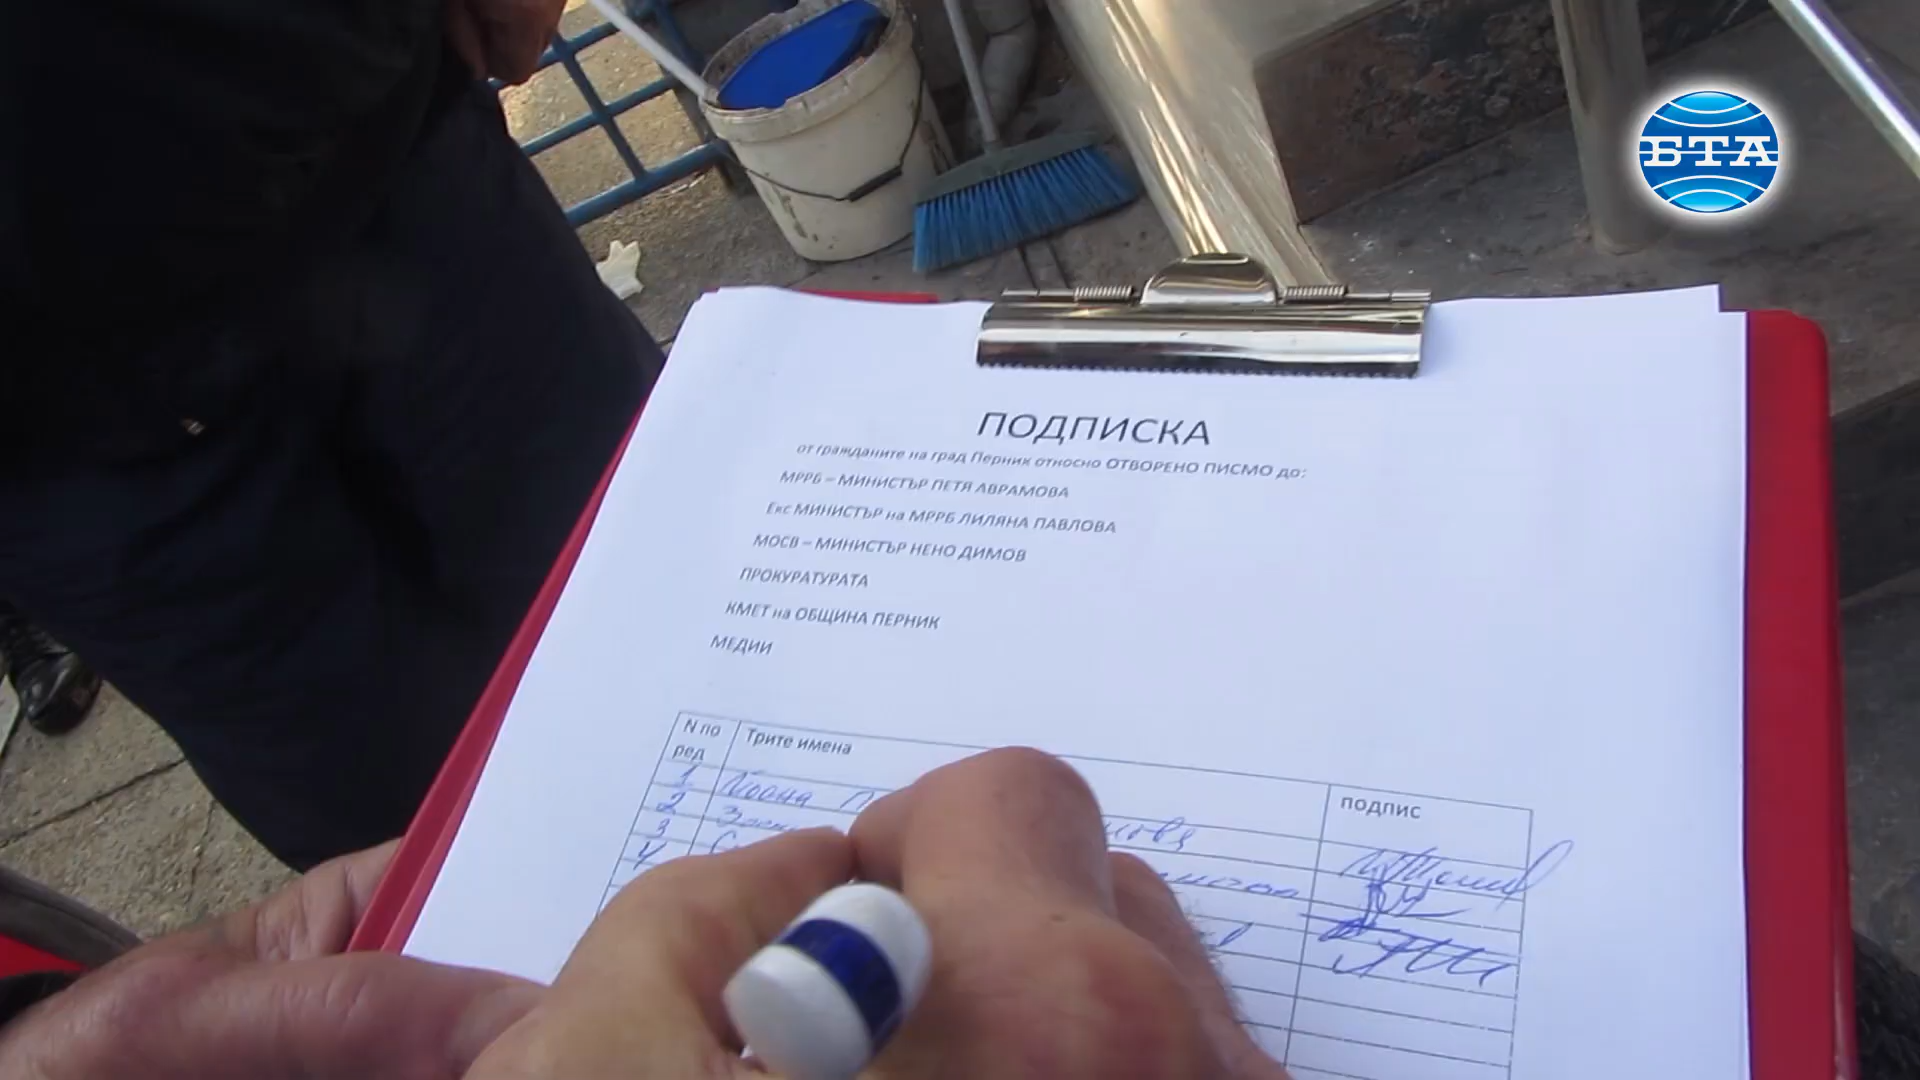 БТА
ПОДПИСКА
от гражданите на град Перник относно ОТВОРЕНО ПИСМО до:
МРРБ – МИНИСТЪР ПЕТЯ АВРАМОВА
Екс МИНИСТЪР на МРРБ ЛИЛЯНА ПАВЛОВА
МОСВ – МИНИСТЪР НЕНО ДИМОВ
ПРОКУРАТУРАТА
КМЕТ на ОБЩИНА ПЕРНИК
МЕДИИ
N по ред Трите имена подпис
1
2
3
4